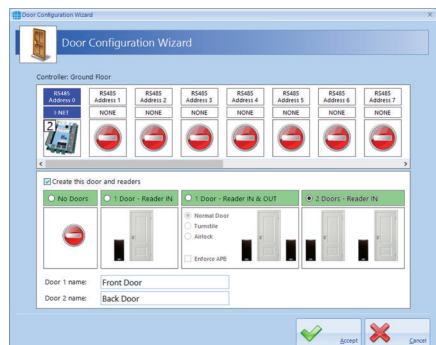 Door Configuration Wizard
Door Configuration Wizard
Controller: Ground Floor
RS485 Address 0 RS485 Address 1 RS485 Address 2 RS485 Address 3 RS485 Address 4 RS485 Address 5 RS485 Address 6 RS485 Address 7
I-NET NONE NONE NONE NONE NONE NONE NONE
2
Create this door and readers
No Doors 1 Door - Reader IN 1 Door - Reader IN & OUT 2 Doors - Reader IN
Normal Door
Turnstile
Airlock
Enforce APB
Door 1 name: Front Door
Door 2 name: Back Door
Accept Cancel